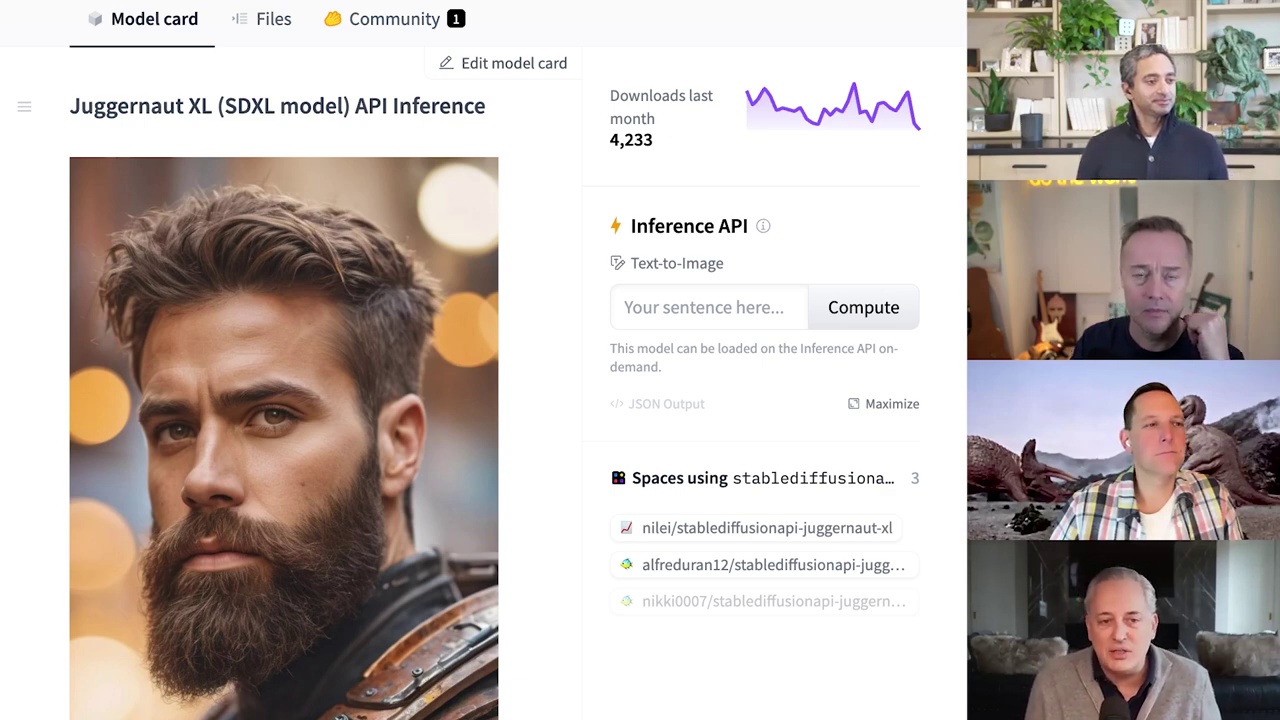 Model card
Files
Community 1
Edit model card
Juggernaut XL (SDXL model) API Inference
Downloads last
month
4,233
Inference API
Text-to-Image
Your sentence here...
Compute
This model can be loaded on the Inference API on-
demand.
</> JSON Output
Maximize
Spaces using stablediffusiona... 3
nilei/stablediffusionapi-juggernaut-xl
alfreduran12/stablediffusionapi-jugg...
nikki0007/stablediffusionapi-juggern...
do the work